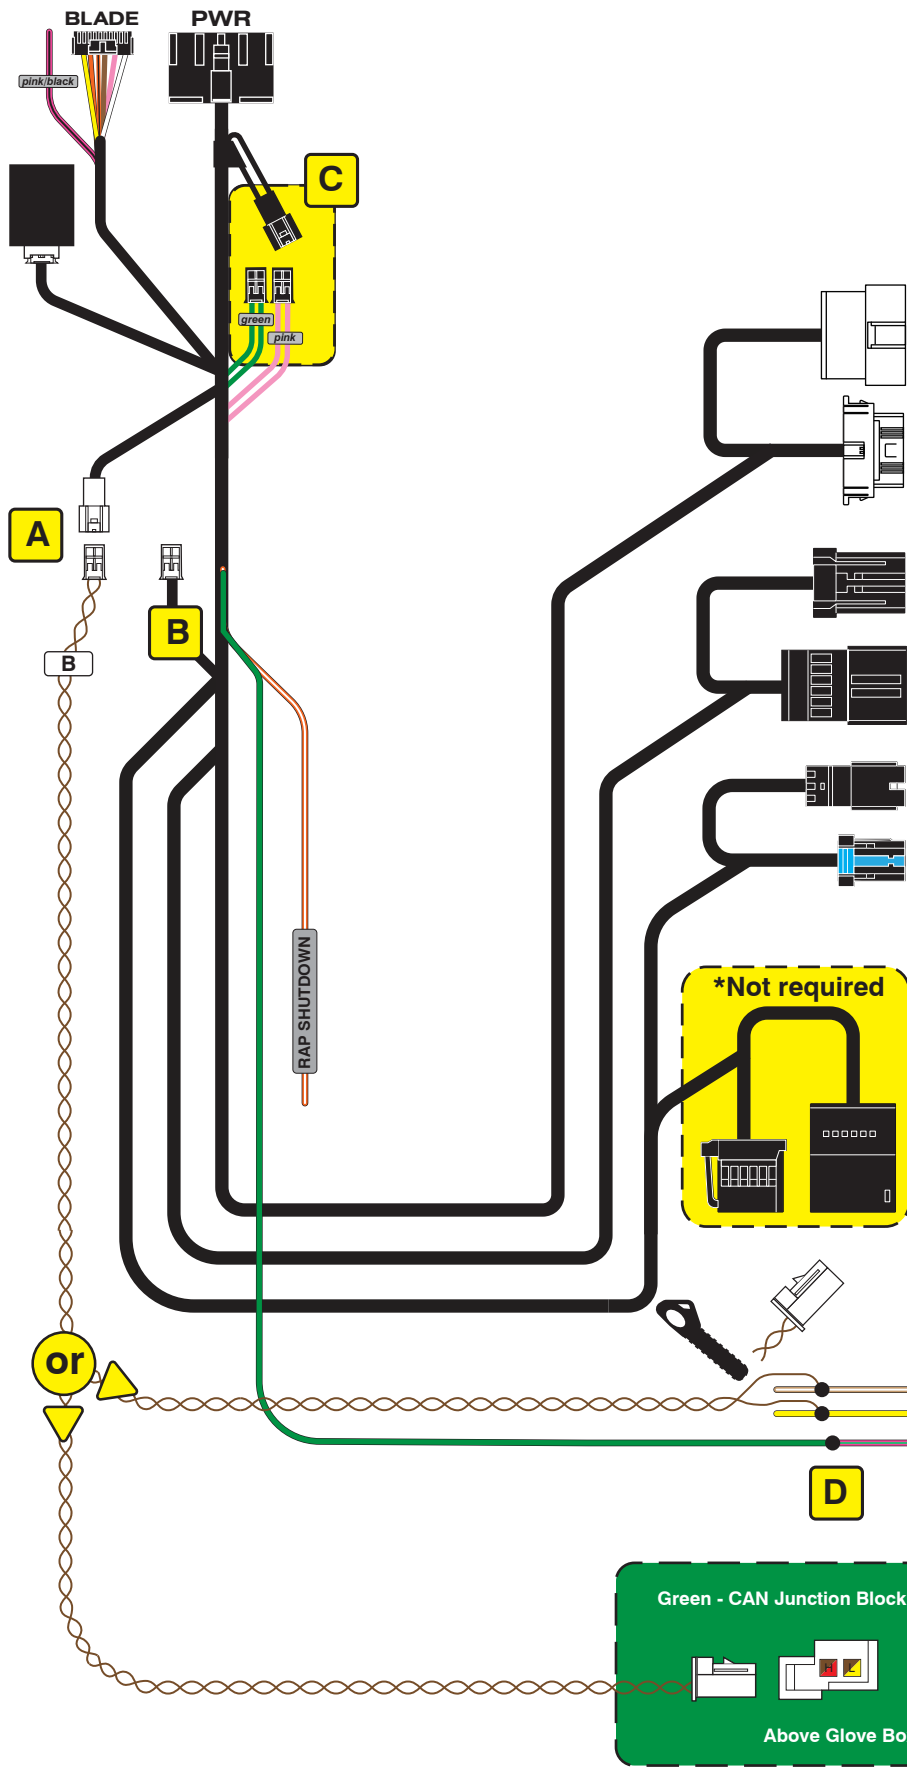 BLADE
PWR
pink/black
C
green
pink
A
B
B
RAP SHUTDOWN
*Not required
or
D
Green - CAN Junction Block
H
L
Above Glove Bo